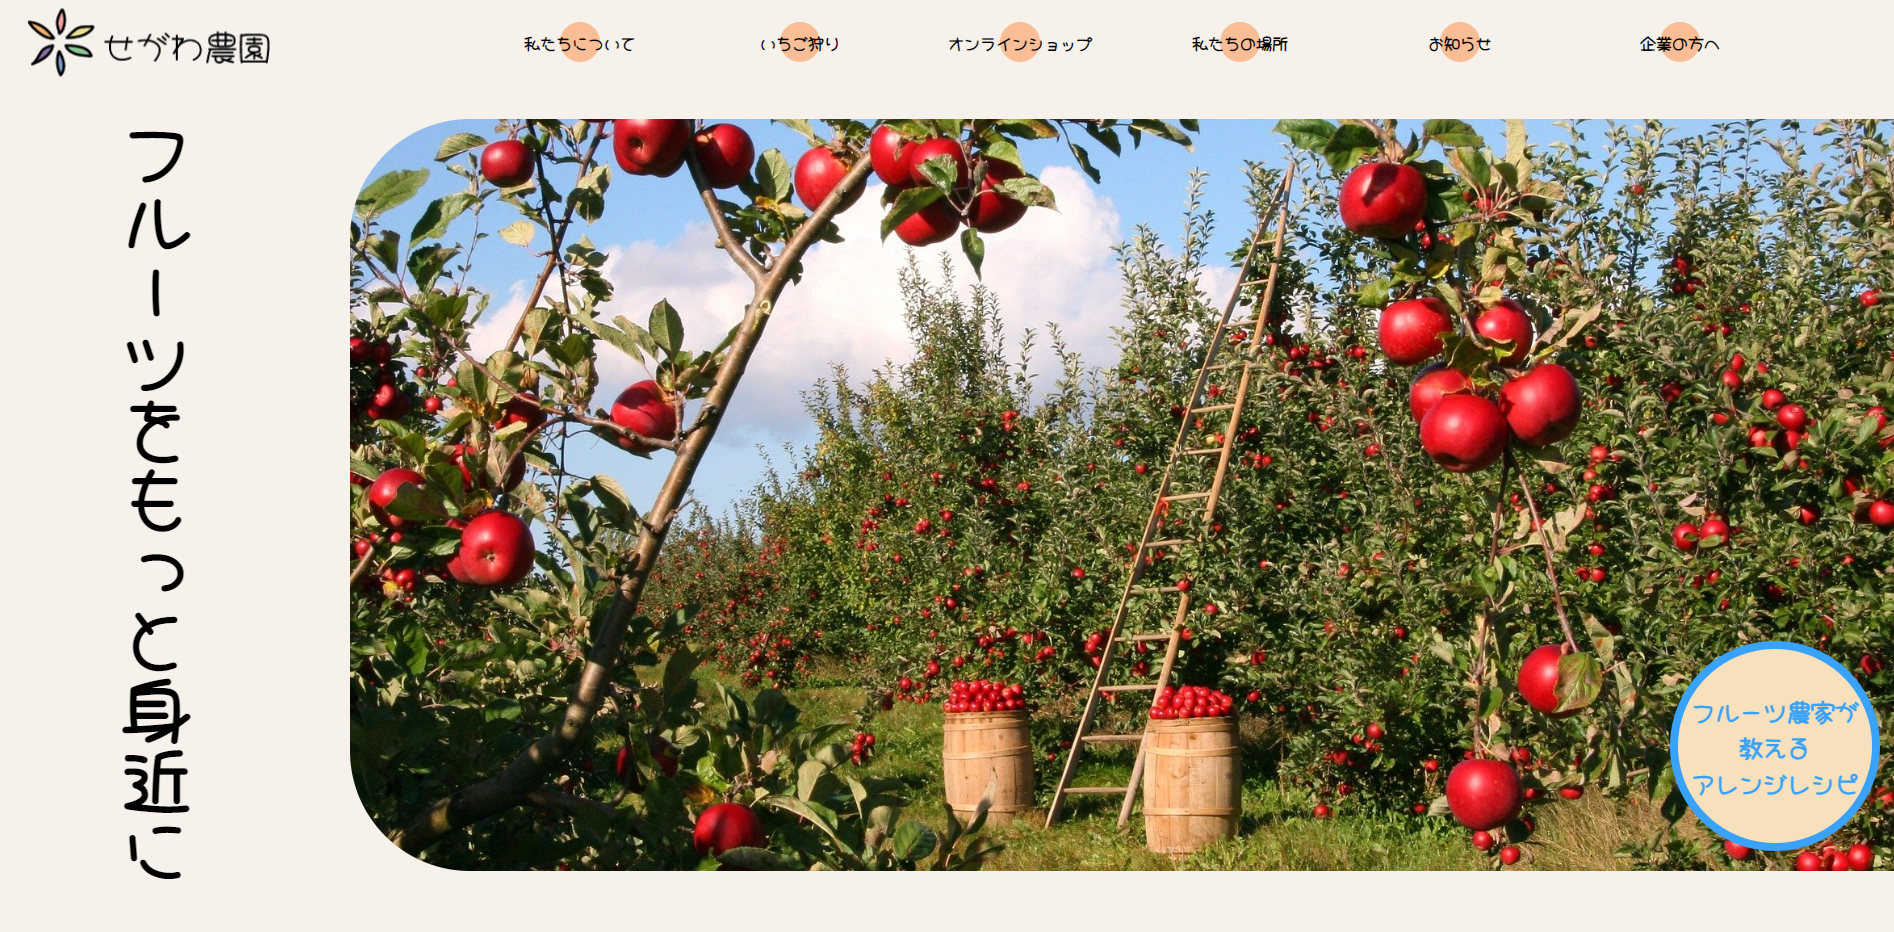 せがわ農園
私たちについて
いちご狩り
オンラインショップ
私たちの場所
お知らせ
企業の方へ
フルーツをもっと身近に
フルーツ農家が
教える
アレンジレシピ